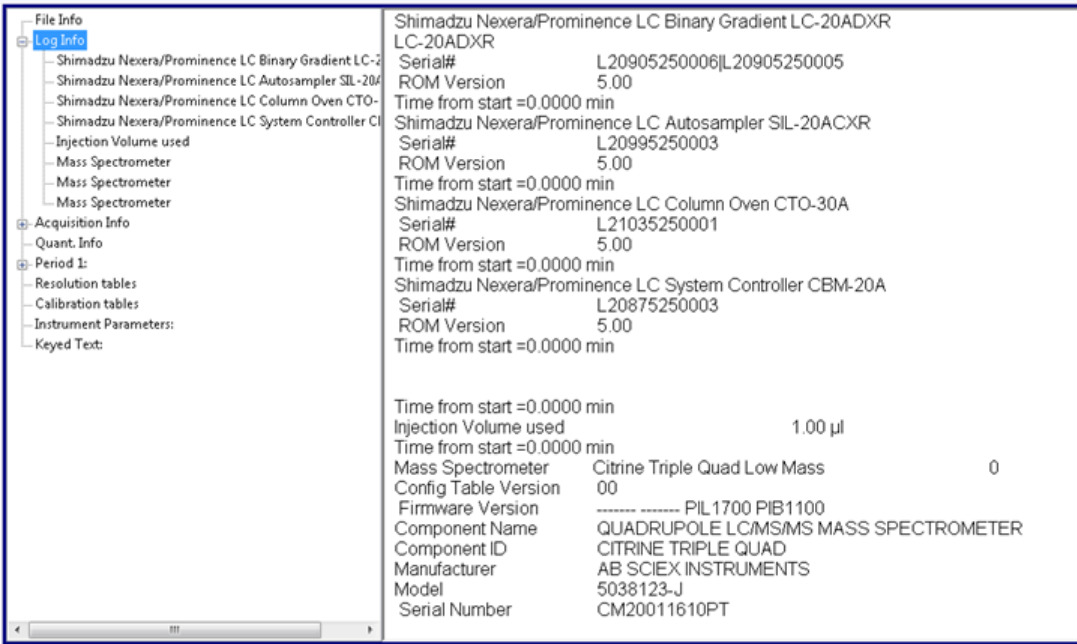 File Info
Log Info
Shimadzu Nexera/Prominence LC Binary Gradient LC-2
Shimadzu Nexera/Prominence LC Autosampler SIL-20A
Shimadzu Nexera/Prominence LC Column Oven CTO-
Shimadzu Nexera/Prominence LC System Controller CI
Injection Volume used
Mass Spectrometer
Mass Spectrometer
Mass Spectrometer
Acquisition Info
Quant. Info
Period 1:
Resolution tables
Calibration tables
Instrument Parameters:
Keyed Text:
Shimadzu Nexera/Prominence LC Binary Gradient LC-20ADXR
LC-20ADXR
Serial# L20905250006|L20905250005
ROM Version 5.00
Time from start =0.0000 min
Shimadzu Nexera/Prominence LC Autosampler SIL-20ACXR
Serial# L20995250003
ROM Version 5.00
Time from start =0.0000 min
Shimadzu Nexera/Prominence LC Column Oven CTO-30A
Serial# L21035250001
ROM Version 5.00
Time from start =0.0000 min
Shimadzu Nexera/Prominence LC System Controller CBM-20A
Serial# L20875250003
ROM Version 5.00
Time from start =0.0000 min
Time from start =0.0000 min
Injection Volume used 1.00 µl
Time from start =0.0000 min
Mass Spectrometer Citrine Triple Quad Low Mass 0
Config Table Version 00
Firmware Version ------- ------- PIL1700 PIB1100
Component Name QUADRUPOLE LC/MS/MS MASS SPECTROMETER
Component ID CITRINE TRIPLE QUAD
Manufacturer AB SCIEX INSTRUMENTS
Model 5038123-J
Serial Number CM20011610PT